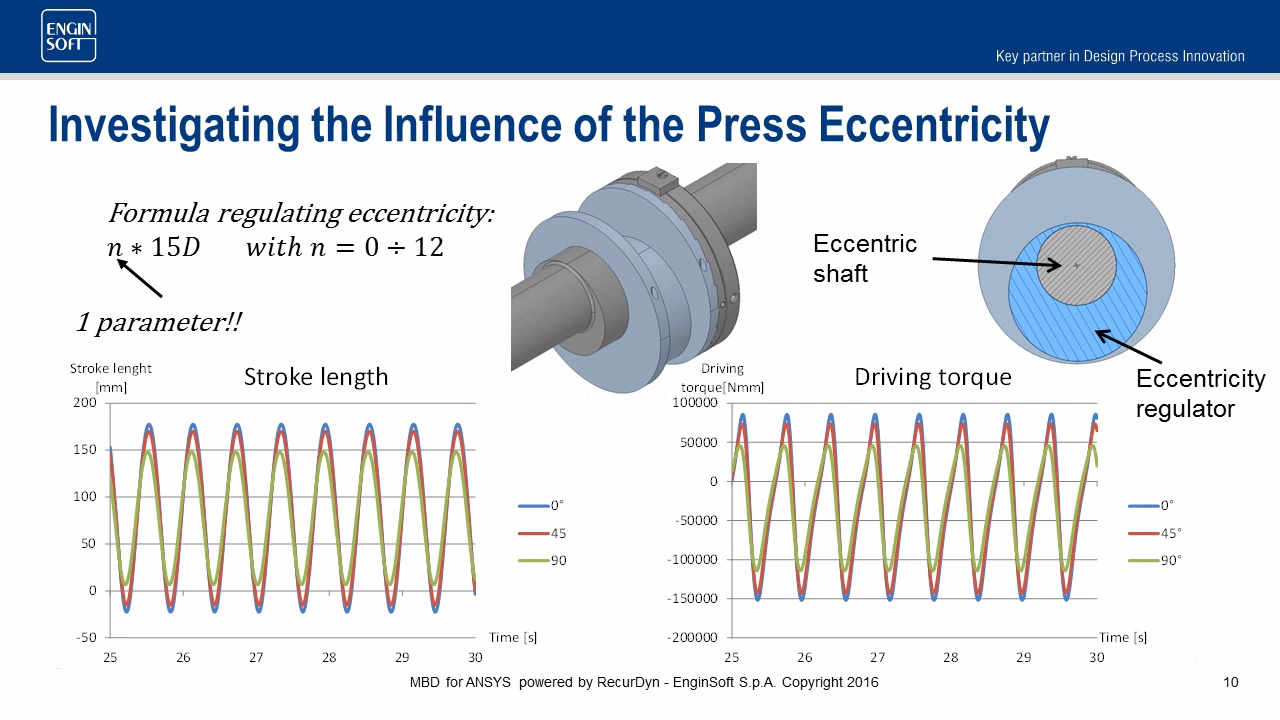 ENGIN
SOFT
Key partner in Design Process Innovation
Investigating the Influence of the Press Eccentricity
Formula regulating eccentricity:
n ∗ 15D with n = 0 ÷ 12
1 parameter!!
Eccentric
shaft
Eccentricity
regulator
Stroke lenght
[mm]
Stroke length
200
150
100
50
0
-50
25 26 27 28 29 30
Time [s]
0°
45
90
Driving
torque[Nmm]
Driving torque
100000
50000
0
-50000
-100000
-150000
-200000
25 26 27 28 29 30
Time [s]
0°
45°
90°
MBD for ANSYS powered by RecurDyn - EnginSoft S.p.A. Copyright 2016
10